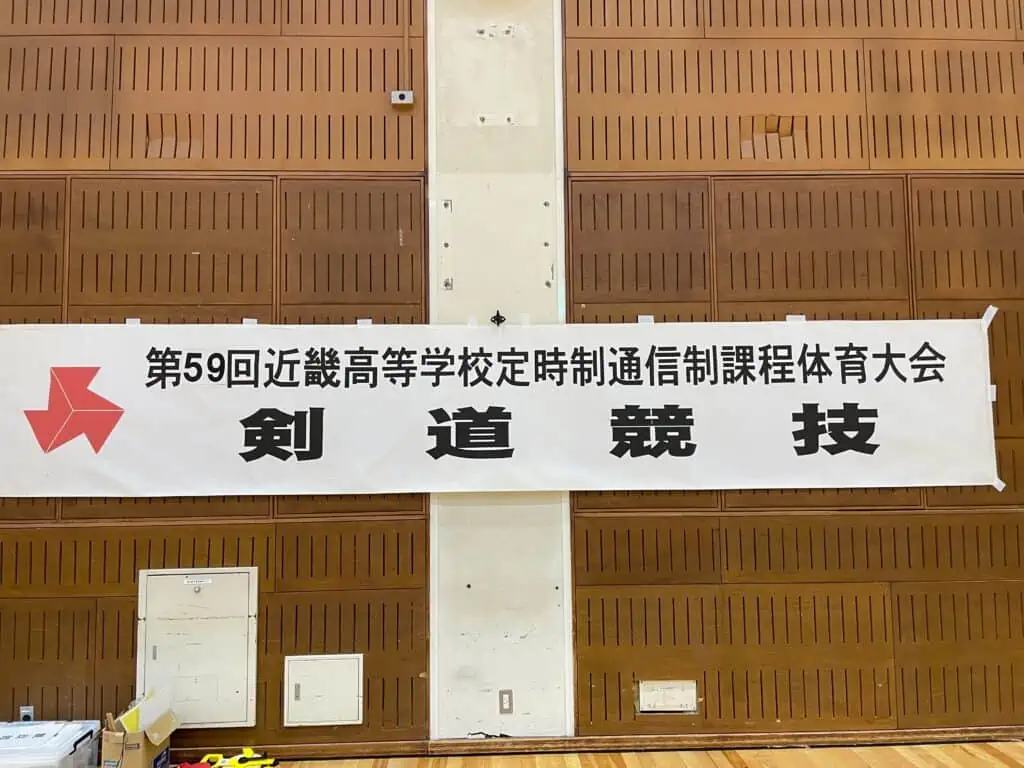 第59回近畿高等学校定時制通信制課程体育大会
剣道競技